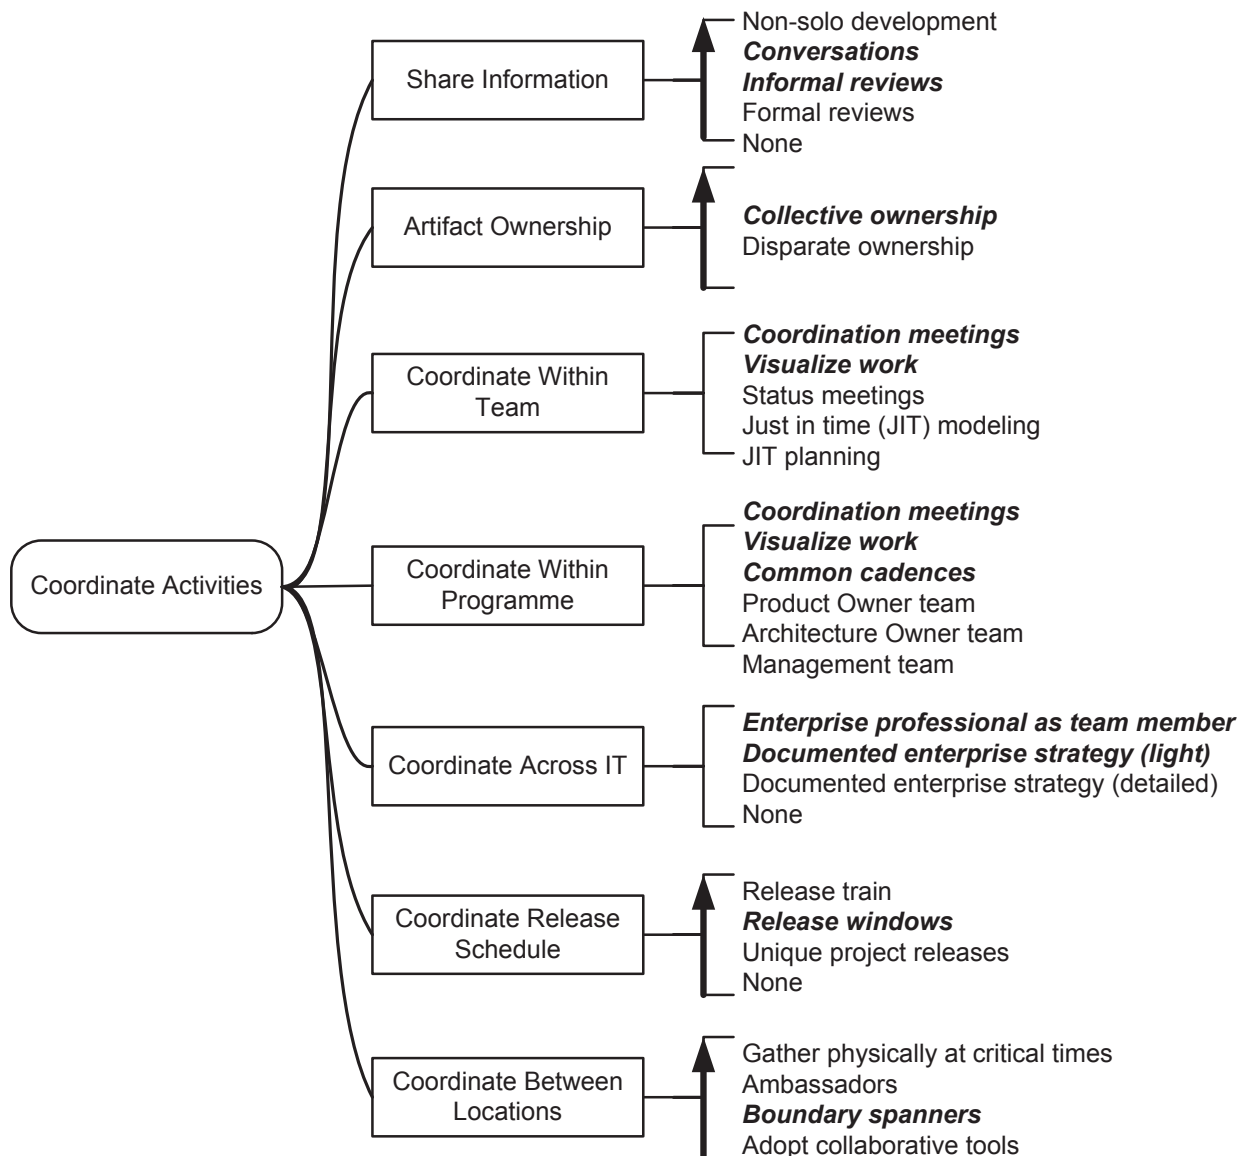 Coordinate Activities
Share Information
Non-solo development
Conversations
Informal reviews
Formal reviews
None
Artifact Ownership
Collective ownership
Disparate ownership
Coordinate Within
Team
Coordination meetings
Visualize work
Status meetings
Just in time (JIT) modeling
JIT planning
Coordinate Within
Programme
Coordination meetings
Visualize work
Common cadences
Product Owner team
Architecture Owner team
Management team
Coordinate Across IT
Enterprise professional as team member
Documented enterprise strategy (light)
Documented enterprise strategy (detailed)
None
Coordinate Release
Schedule
Release train
Release windows
Unique project releases
None
Coordinate Between
Locations
Gather physically at critical times
Ambassadors
Boundary spanners
Adopt collaborative tools